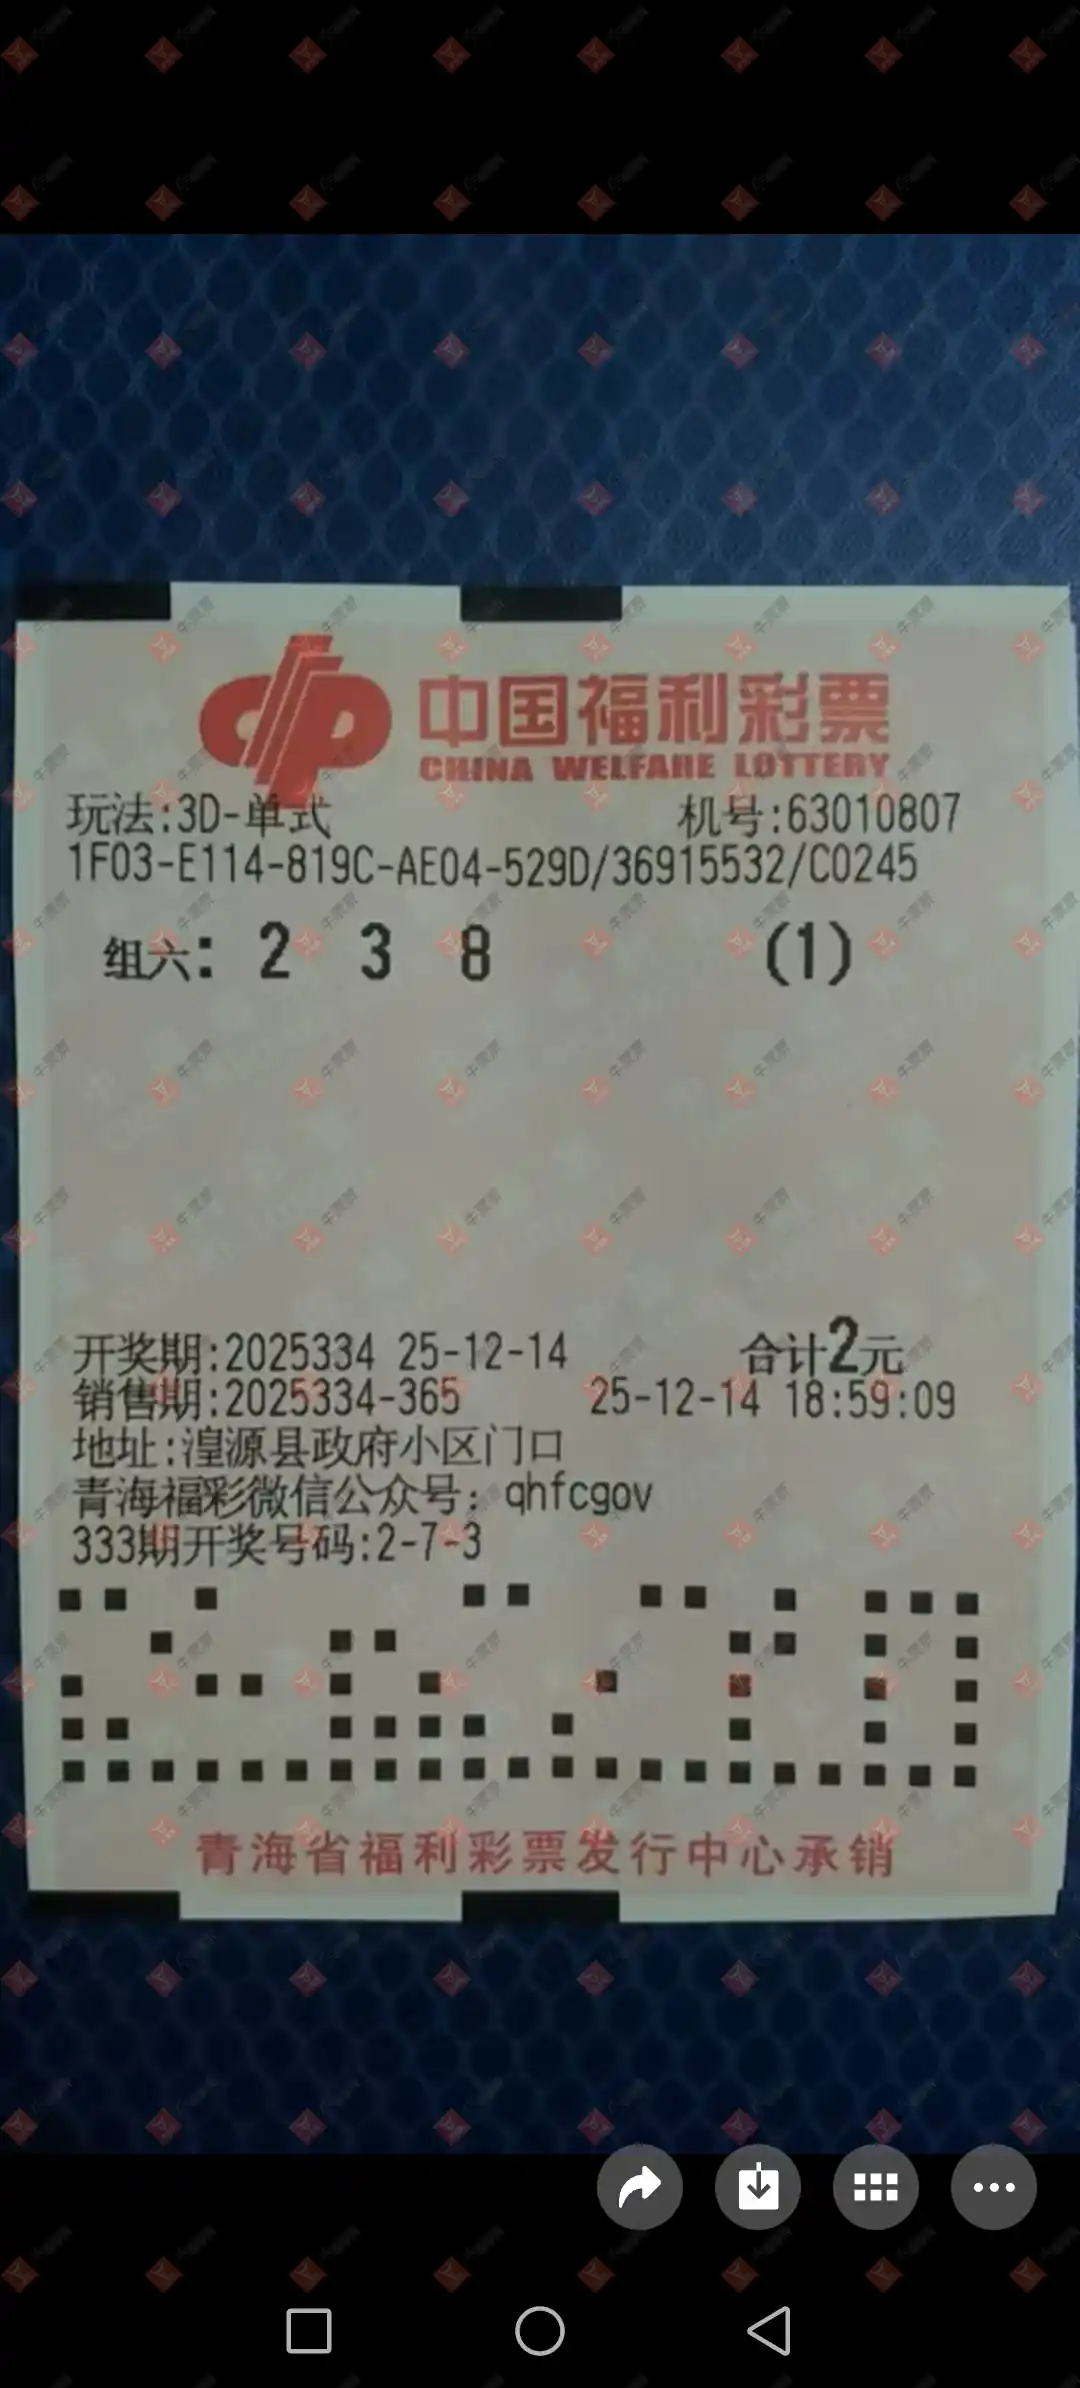 中国福利彩票
CHINA WELFARE LOTTERY
玩法:3D-单式 机号:63010807
1F03-E114-819C-AE04-529D/36915532/C0245
组六: 2 3 8 (1)
开奖期:2025334 25-12-14 合计2元
销售期:2025334-365 25-12-14 18:59:09
地址:湟源县政府小区门口
青海福彩微信公众号: qhfcgov
333期开奖号码:2-7-3
青海省福利彩票发行中心承销